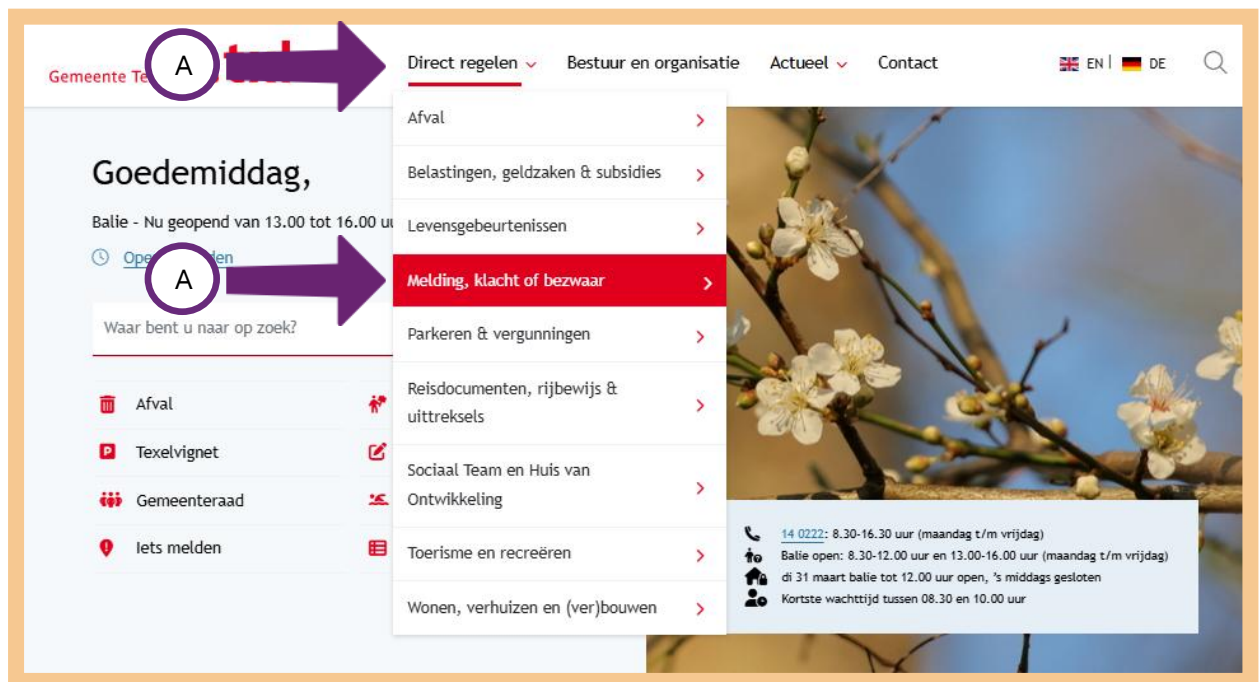 A
Gemeente
Direct regelen
Bestuur en organisatie
Actueel
Contact
EN
DE
Goedemiddag,
Balie - Nu geopend van 13.00 tot 16.00
A
Waar bent u naar op zoek?
Afval
Texelvignet
Gemeenteraad
Iets melden
Afval
Belastingen, geldzaken & subsidies
Levensgebeurtenissen
Melding, klacht of bezwaar
Parkeren & vergunningen
Reisdocumenten, rijbewijs &
uittreksels
Sociaal Team en Huis van
Ontwikkeling
Toerisme en recreëren
Wonen, verhuizen en (ver)bouwen
14 0222: 8.30-16.30 uur (maandag t/m vrijdag)
Balie open: 8.30-12.00 uur en 13.00-16.00 uur (maandag t/m vrijdag)
di 31 maart balie tot 12.00 uur open, 's middags gesloten
Kortste wachttijd tussen 08.30 en 10.00 uur